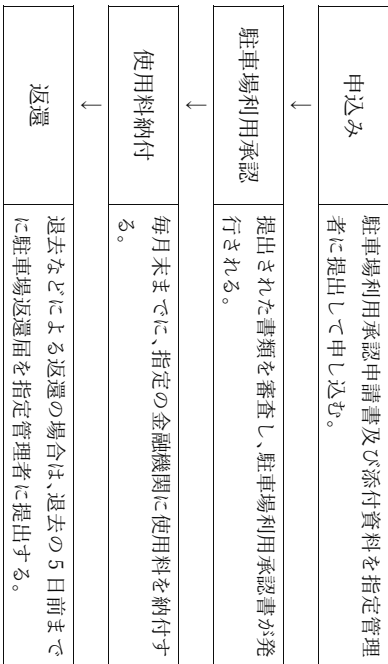 申込み
駐車場利用承認申請書及び添付資料を指定管理
者に提出して申し込む。
↓
駐車場利用承認
提出された書類を審査し、駐車場利用承認書が発
行される。
↓
使用料納付
毎月末までに、指定の金融機関に使用料を納付す
る。
↓
返還
退去などによる返還の場合は、退去の5日前まで
に駐車場返還届を指定管理者に提出する。